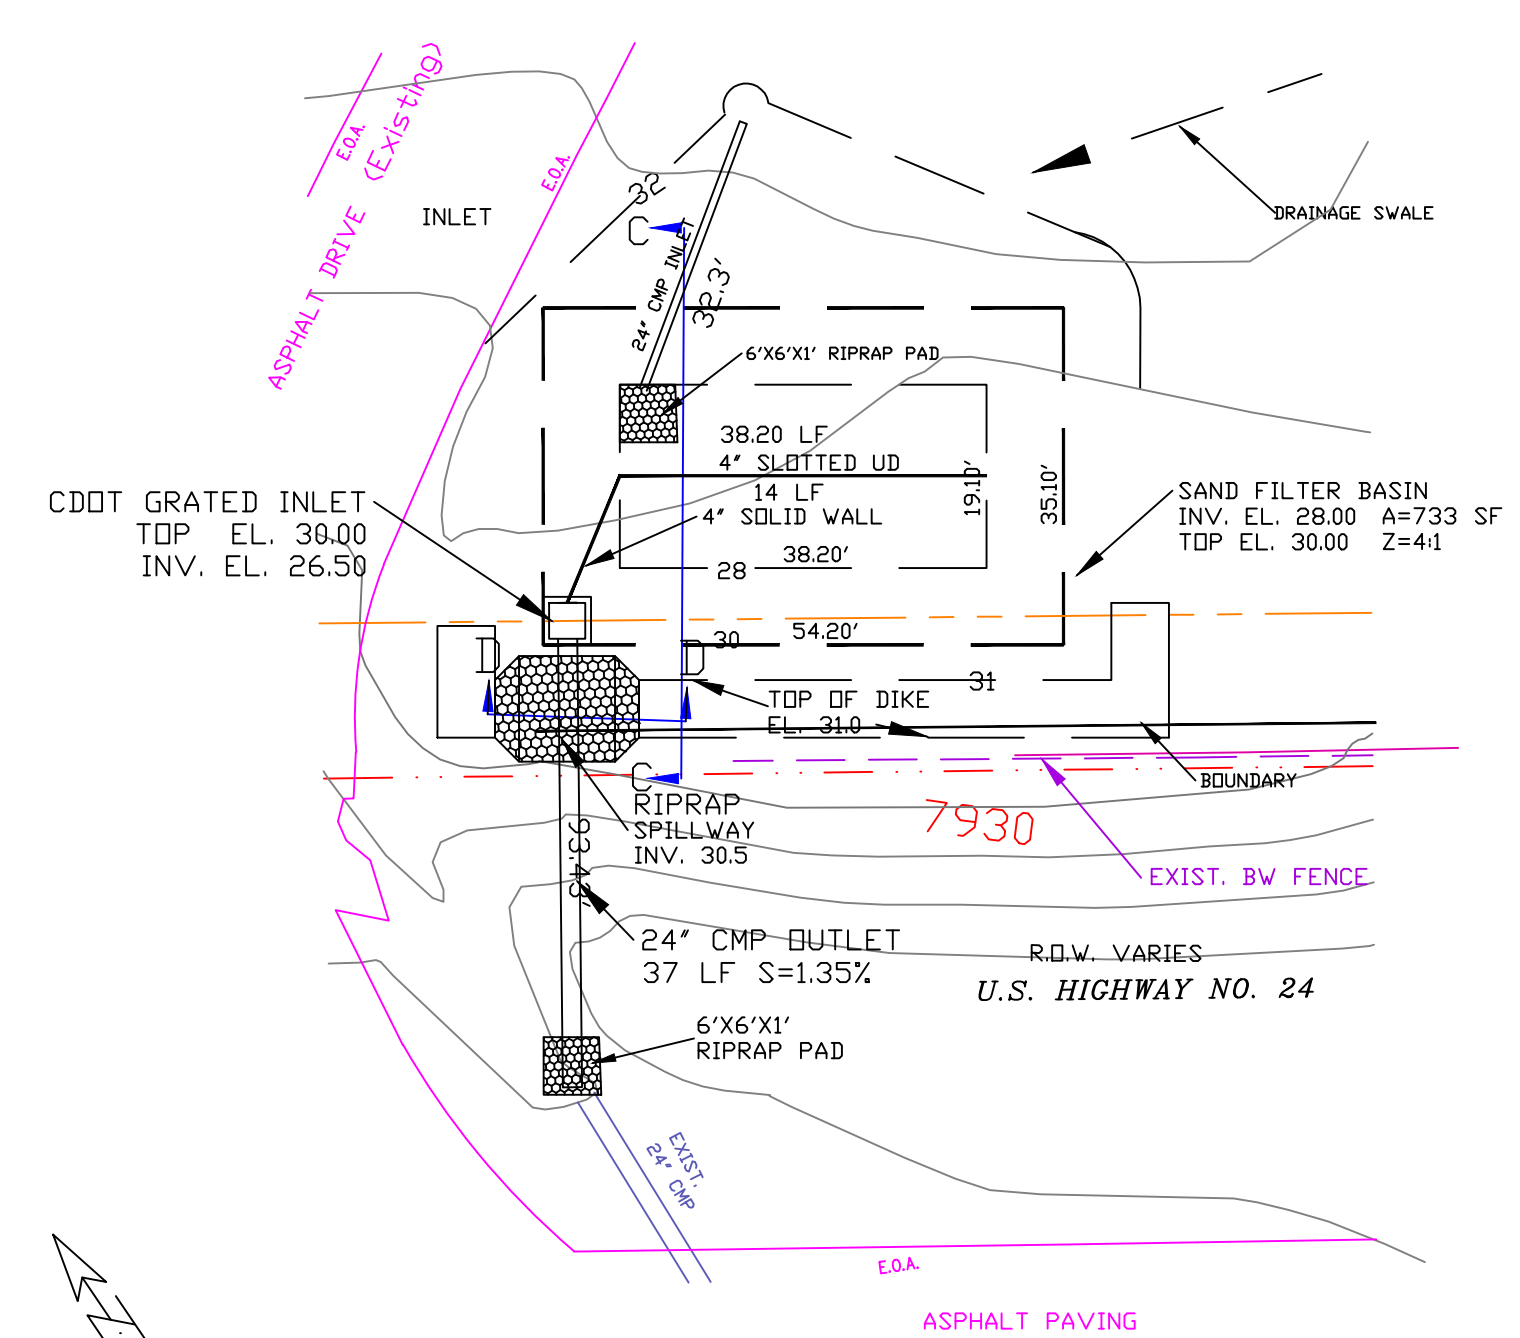 ASPHALT DRIVE (Existing)
E.O.A.
E.O.A.
INLET
32
C
24" CMP INLET
32.3'
DRAINAGE SWALE
6'X6'X1' RIPRAP PAD
38.20 LF
4" SLOTTED UD
14 LF
4" SOLID WALL
38.20'
28
19.10'
35.10'
CDOT GRATED INLET
TOP EL. 30.00
INV. EL. 26.50
SAND FILTER BASIN
INV. EL. 28.00 A=733 SF
TOP EL. 30.00 Z=4:1
D
D
30
54.20'
31
TOP OF DIKE
EL. 31.0
BOUNDARY
C
RIPRAP
SPILLWAY
INV. 30.5
7930
93.43'
EXIST. BW FENCE
24" CMP OUTLET
37 LF S=1.35%
R.O.W. VARIES
U.S. HIGHWAY NO. 24
6'X6'X1'
RIPRAP PAD
EXIST.
24" CMP
E.O.A.
ASPHALT PAVING